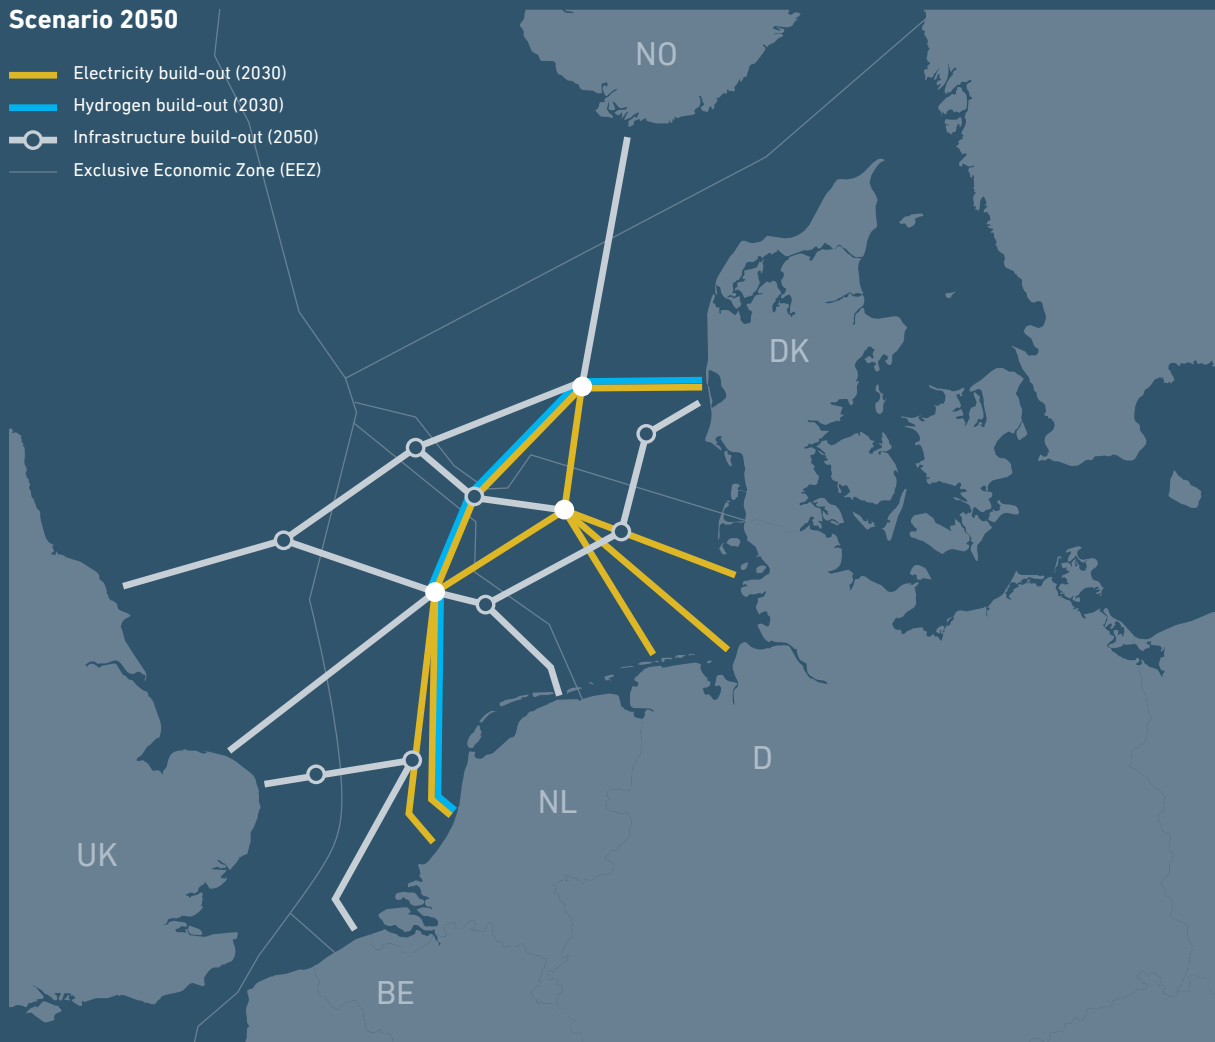 Scenario 2050
Electricity build-out (2030)
Hydrogen build-out (2030)
Infrastructure build-out (2050)
Exclusive Economic Zone (EEZ)
NO
DK
D
NL
UK
BE